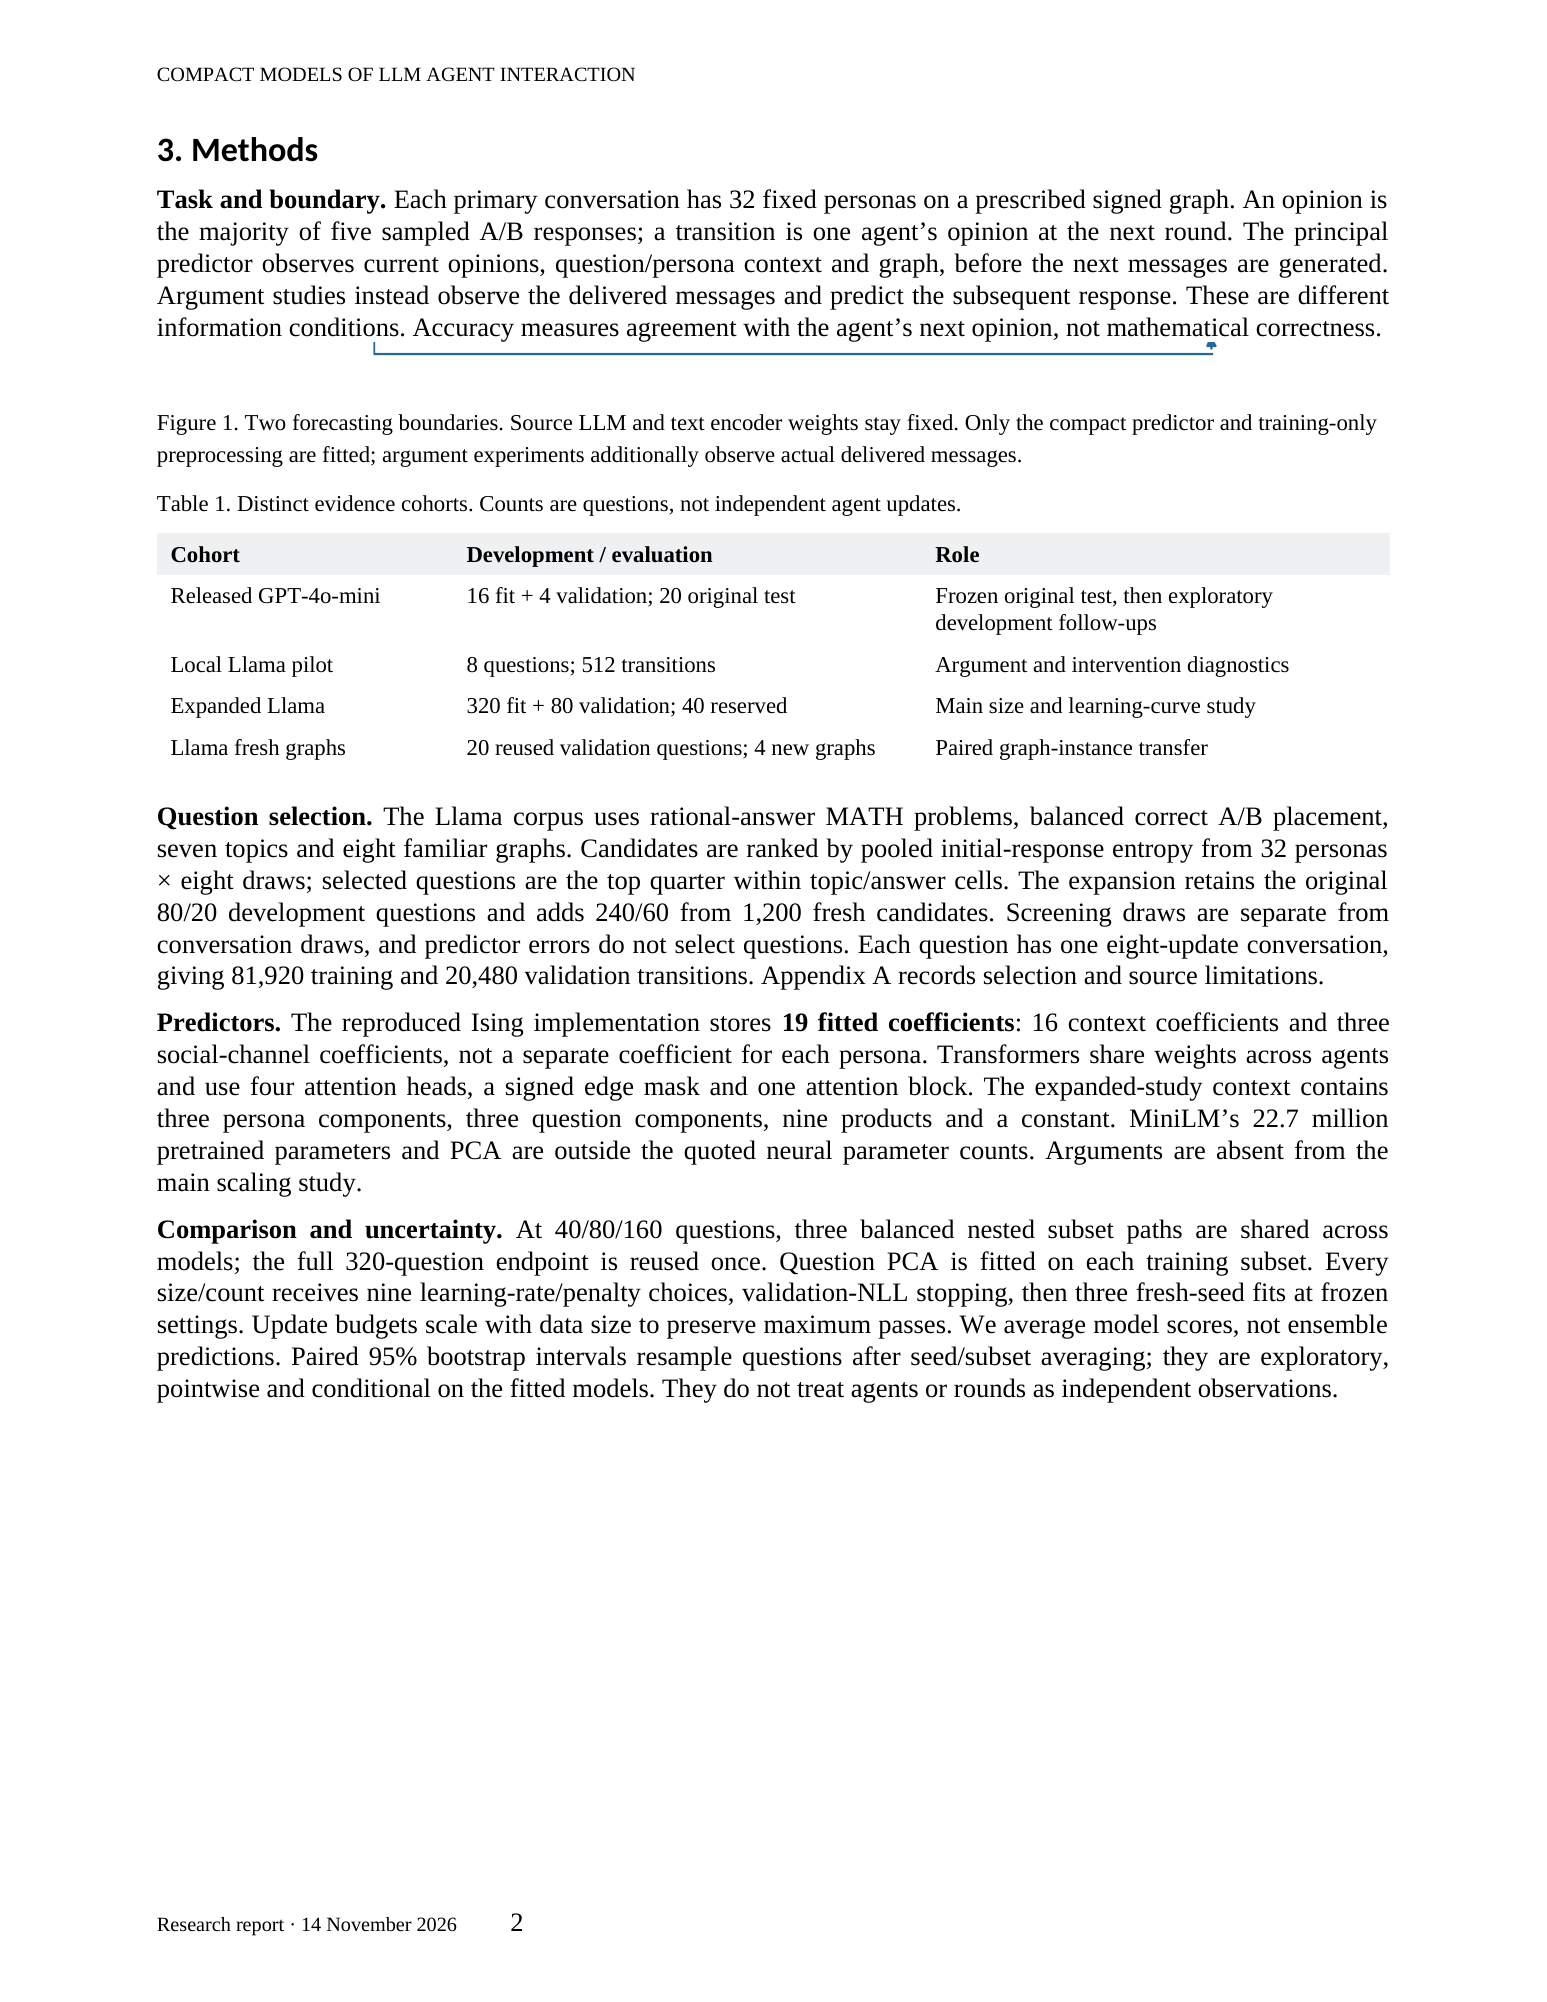 COMPACT MODELS OF LLM AGENT INTERACTION
3. Methods
Task and boundary. Each primary conversation has 32 fixed personas on a prescribed signed graph. An opinion is
the majority of five sampled A/B responses; a transition is one agent’s opinion at the next round. The principal
predictor observes current opinions, question/persona context and graph, before the next messages are generated.
Argument studies instead observe the delivered messages and predict the subsequent response. These are different
information conditions. Accuracy measures agreement with the agent’s next opinion, not mathematical correctness.
Figure 1. Two forecasting boundaries. Source LLM and text encoder weights stay fixed. Only the compact predictor and training-only
preprocessing are fitted; argument experiments additionally observe actual delivered messages.
Table 1. Distinct evidence cohorts. Counts are questions, not independent agent updates.
Cohort Development / evaluation Role
Released GPT-4o-mini 16 fit + 4 validation; 20 original test Frozen original test, then exploratory
development follow-ups
Local Llama pilot 8 questions; 512 transitions Argument and intervention diagnostics
Expanded Llama 320 fit + 80 validation; 40 reserved Main size and learning-curve study
Llama fresh graphs 20 reused validation questions; 4 new graphs Paired graph-instance transfer
Question selection. The Llama corpus uses rational-answer MATH problems, balanced correct A/B placement,
seven topics and eight familiar graphs. Candidates are ranked by pooled initial-response entropy from 32 personas
× eight draws; selected questions are the top quarter within topic/answer cells. The expansion retains the original
80/20 development questions and adds 240/60 from 1,200 fresh candidates. Screening draws are separate from
conversation draws, and predictor errors do not select questions. Each question has one eight-update conversation,
giving 81,920 training and 20,480 validation transitions. Appendix A records selection and source limitations.
Predictors. The reproduced Ising implementation stores 19 fitted coefficients: 16 context coefficients and three
social-channel coefficients, not a separate coefficient for each persona. Transformers share weights across agents
and use four attention heads, a signed edge mask and one attention block. The expanded-study context contains
three persona components, three question components, nine products and a constant. MiniLM’s 22.7 million
pretrained parameters and PCA are outside the quoted neural parameter counts. Arguments are absent from the
main scaling study.
Comparison and uncertainty. At 40/80/160 questions, three balanced nested subset paths are shared across
models; the full 320-question endpoint is reused once. Question PCA is fitted on each training subset. Every
size/count receives nine learning-rate/penalty choices, validation-NLL stopping, then three fresh-seed fits at frozen
settings. Update budgets scale with data size to preserve maximum passes. We average model scores, not ensemble
predictions. Paired 95% bootstrap intervals resample questions after seed/subset averaging; they are exploratory,
pointwise and conditional on the fitted models. They do not treat agents or rounds as independent observations.
Research report · 14 November 2026 2